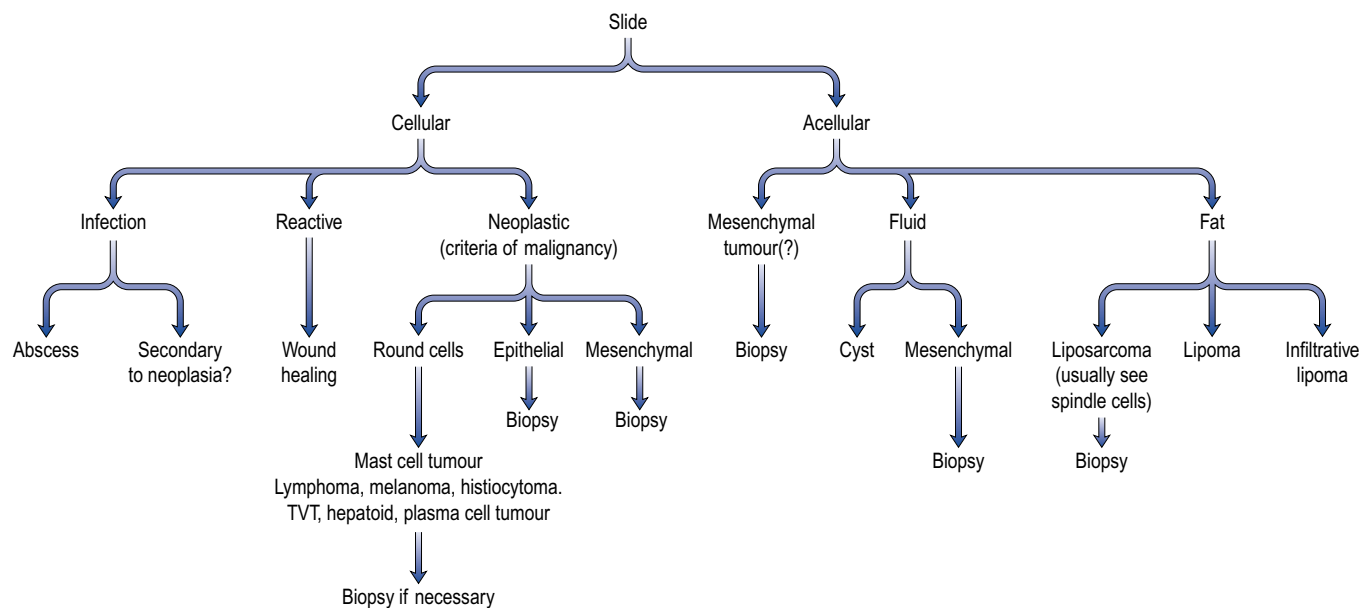 Slide
Cellular
Acellular
Infection
Reactive
Neoplastic
(criteria of malignancy)
Mesenchymal
tumour(?)
Fluid
Fat
Abscess
Secondary
to neoplasia?
Wound
healing
Round cells
Epithelial
Mesenchymal
Biopsy
Cyst
Mesenchymal
Liposarcoma
(usually see
spindle cells)
Lipoma
Infiltrative
lipoma
Biopsy
Biopsy
Mast cell tumour
Lymphoma, melanoma, histiocytoma.
TVT, hepatoid, plasma cell tumour
Biopsy
Biopsy
Biopsy if necessary